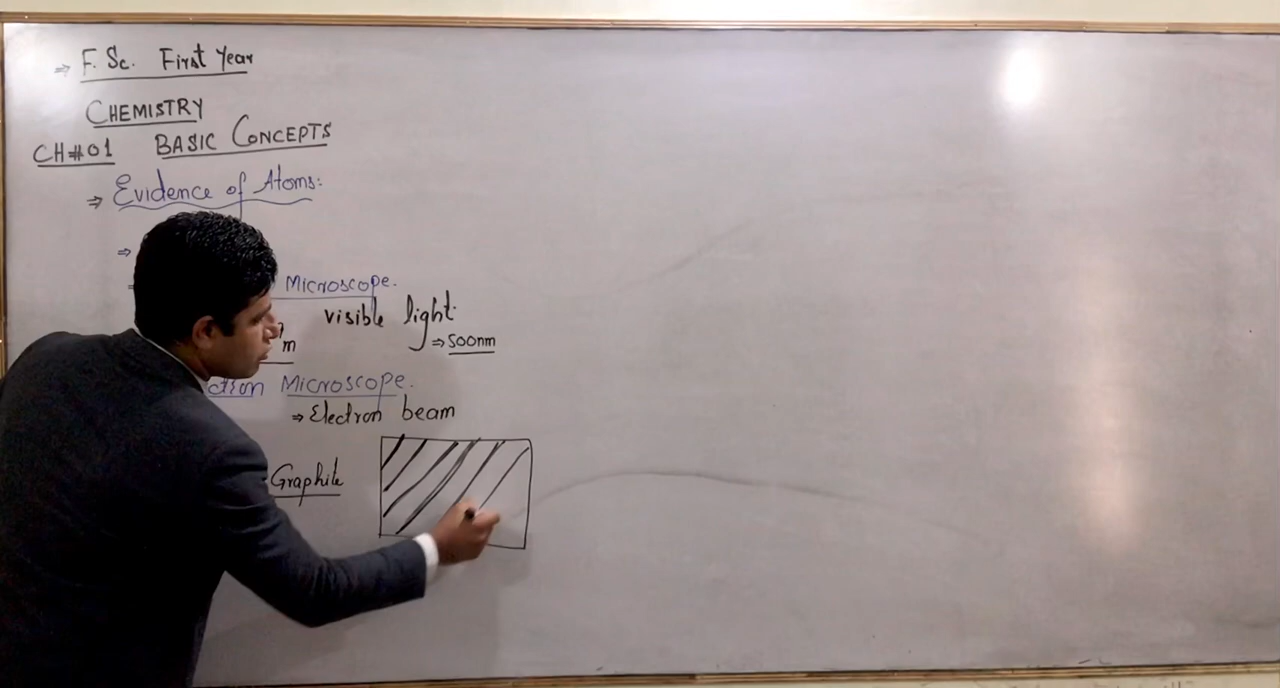 ⇒ F. Sc. First Year
CHEMISTRY
CH#01 BASIC CONCEPTS
⇒ Evidence of Atoms:
⇒
Microscope.
visible light.
m ⇒ 500nm
ction Microscope.
⇒ Electron beam
Graphite